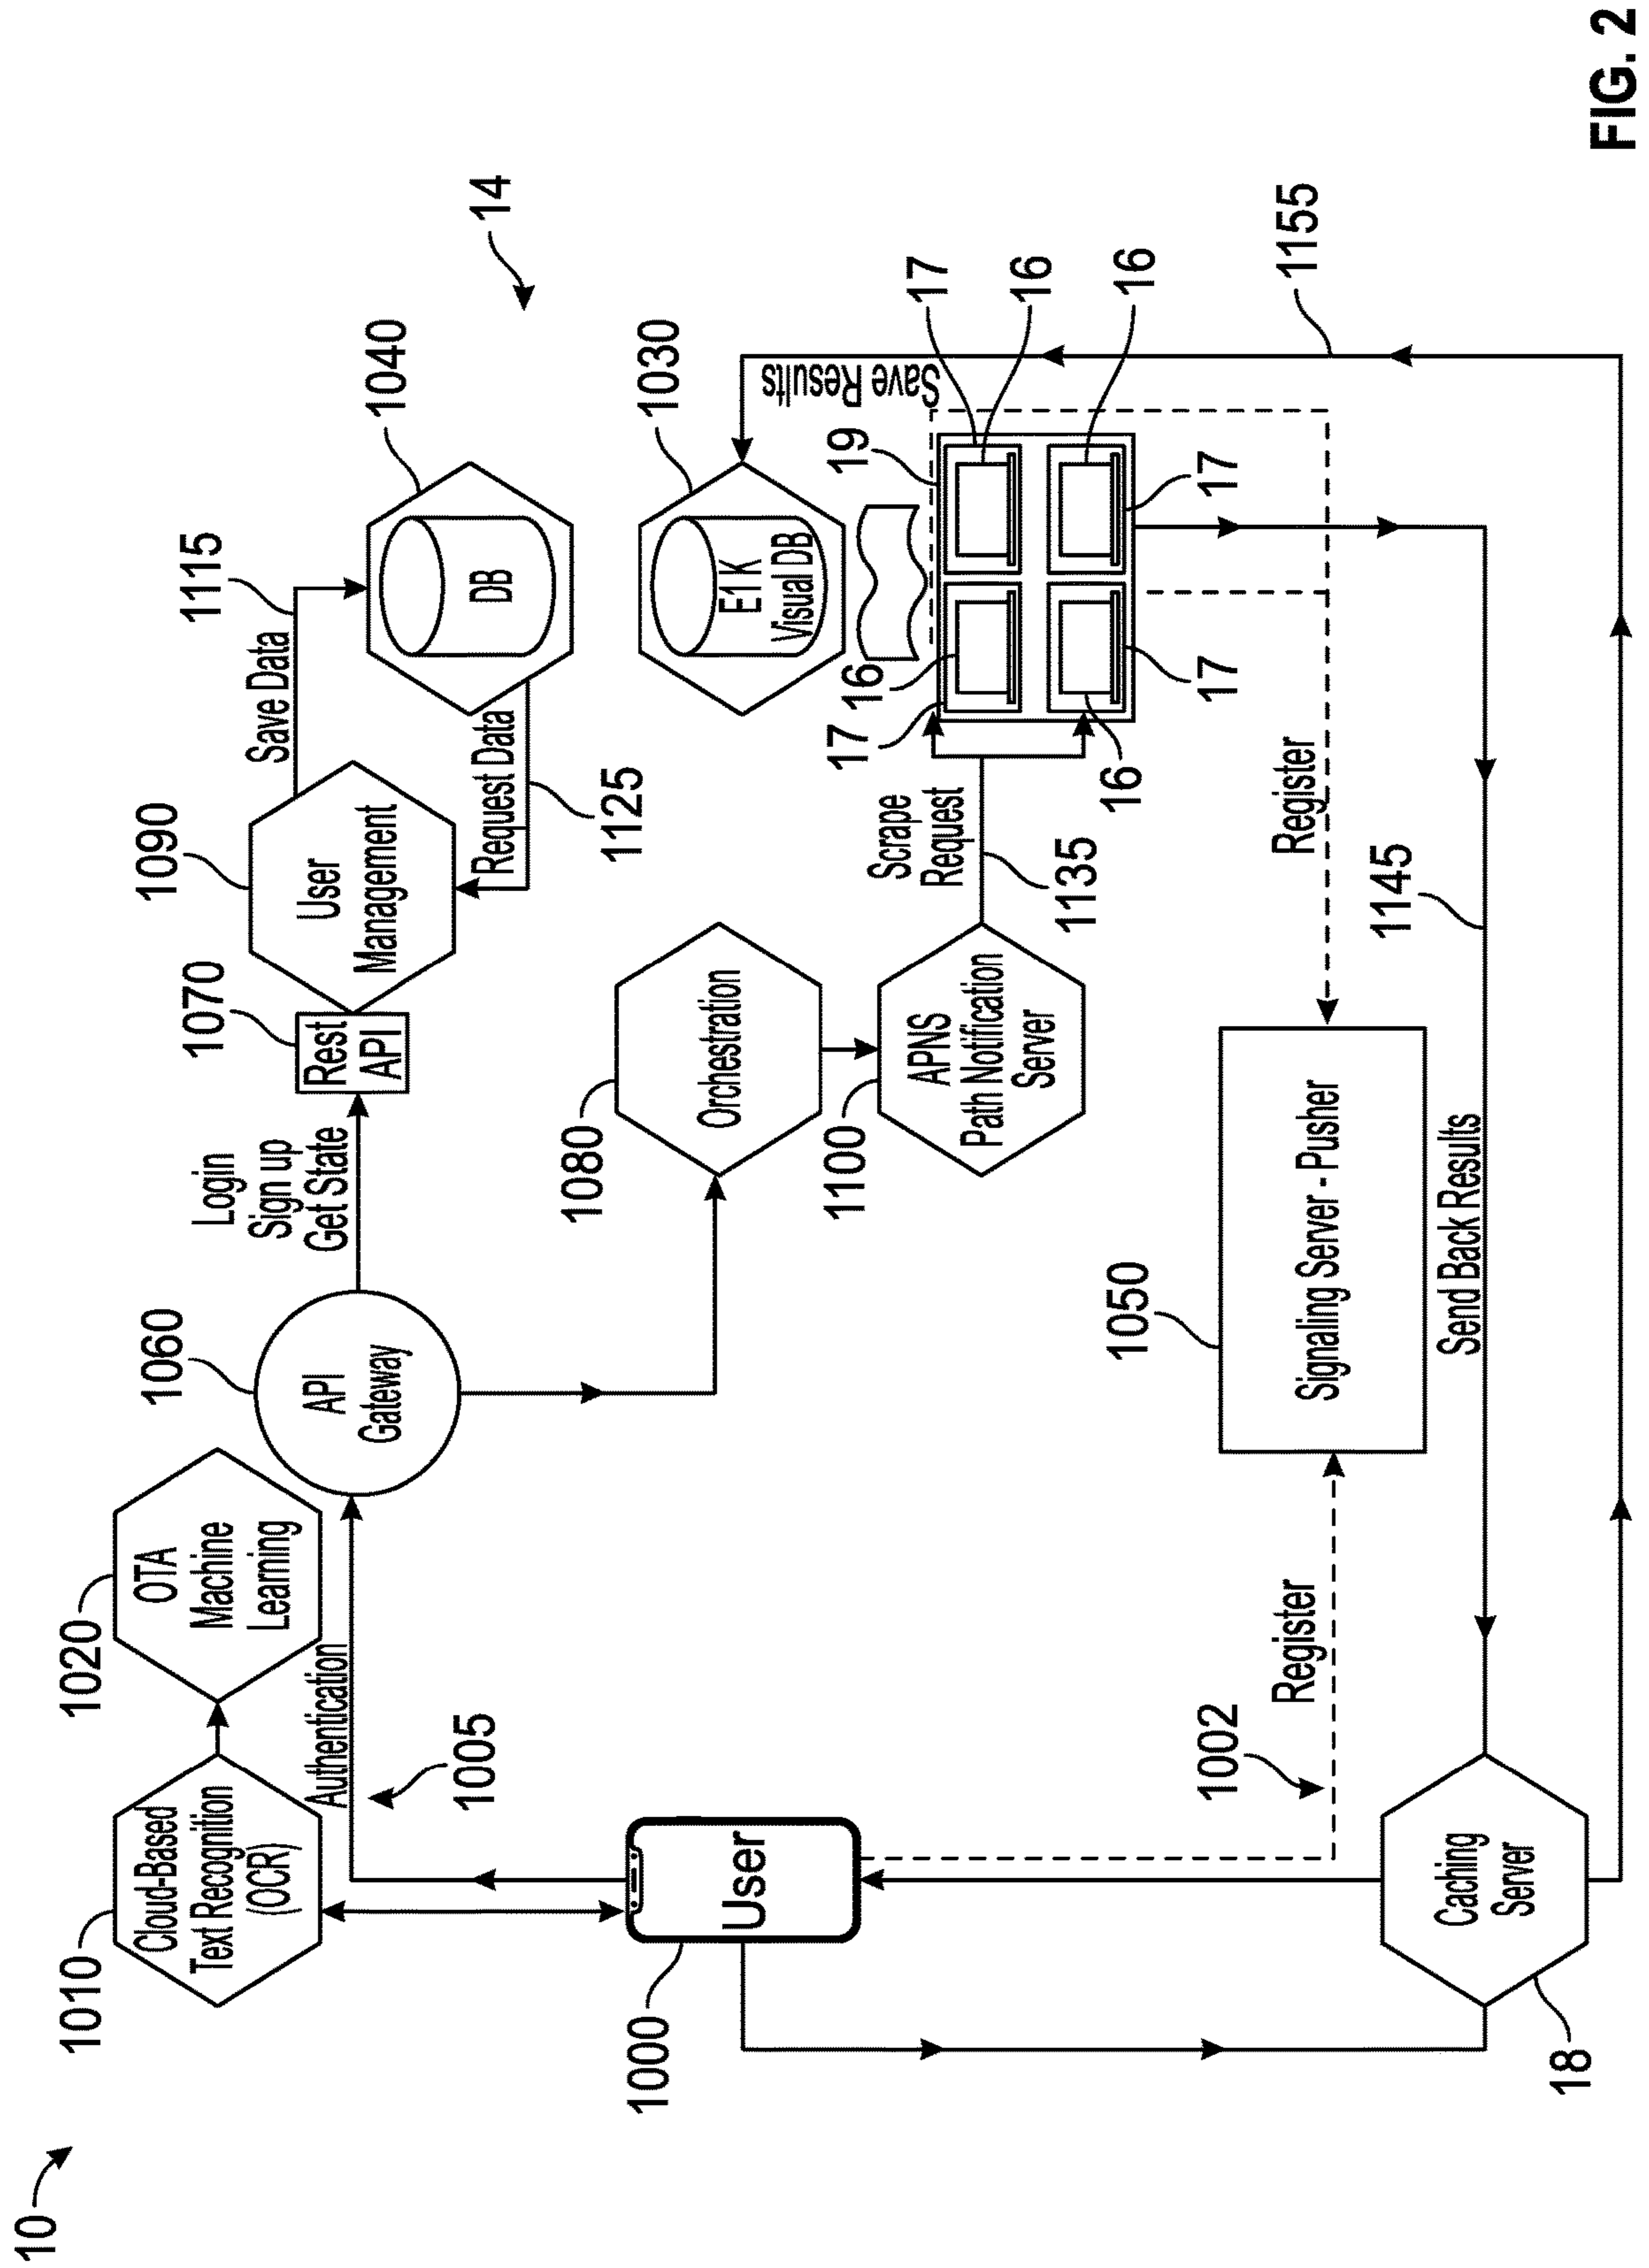 10
1010
Cloud-Based
Text Recognition
(OCR)
1020
OTA
Machine
Learning
Authentication
1005
1060
API
Gateway
Login
Sign up
Get State
1070
Rest
API
1090
User
Management
Save Data
1115
1040
DB
Request Data
1125
14
1000
User
1080
Orchestration
1100
APNS
Path Notification
Server
Scrape
Request
1135
1030
E1K
Visual DB
Save Results
19
17
16
17
16
16
17
16
17
1155
1002
Register
1050
Signaling Server - Pusher
Register
Send Back Results
1145
Caching
Server
18
FIG. 2